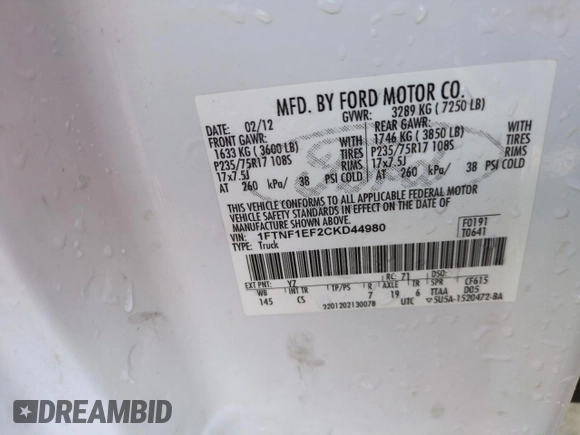 MFD. BY FORD MOTOR CO.
DATE: 02/12 GVWR: 3289 KG ( 7250 LB)
FRONT GAWR: REAR GAWR:
1633 KG ( 3600 LB) WITH 1746 KG ( 3850 LB) WITH
P235/75R17 108S TIRES P235/75R17 108S TIRES
17x7.5J RIMS 17x7.5J RIMS
AT 260 kPa/ 38 PSI COLD AT 260 kPa/ 38 PSI COLD
THIS VEHICLE CONFORMS TO ALL APPLICABLE FEDERAL MOTOR
VEHICLE SAFETY STANDARDS IN EFFECT ON THE DATE OF
MANUFACTURE SHOWN ABOVE.
VIN: 1FTNF1EF2CKD44980 F0191
TYPE: Truck T0641
EXT PNT: YZ RC: 71 DSO:
WB INT TR TP/PS R AXLE TR SPR CF615
145 CS 7 19 6 TTAA D05
2201202130078 UTC 5U5A-1520472-BA
Ford
DREAMBID